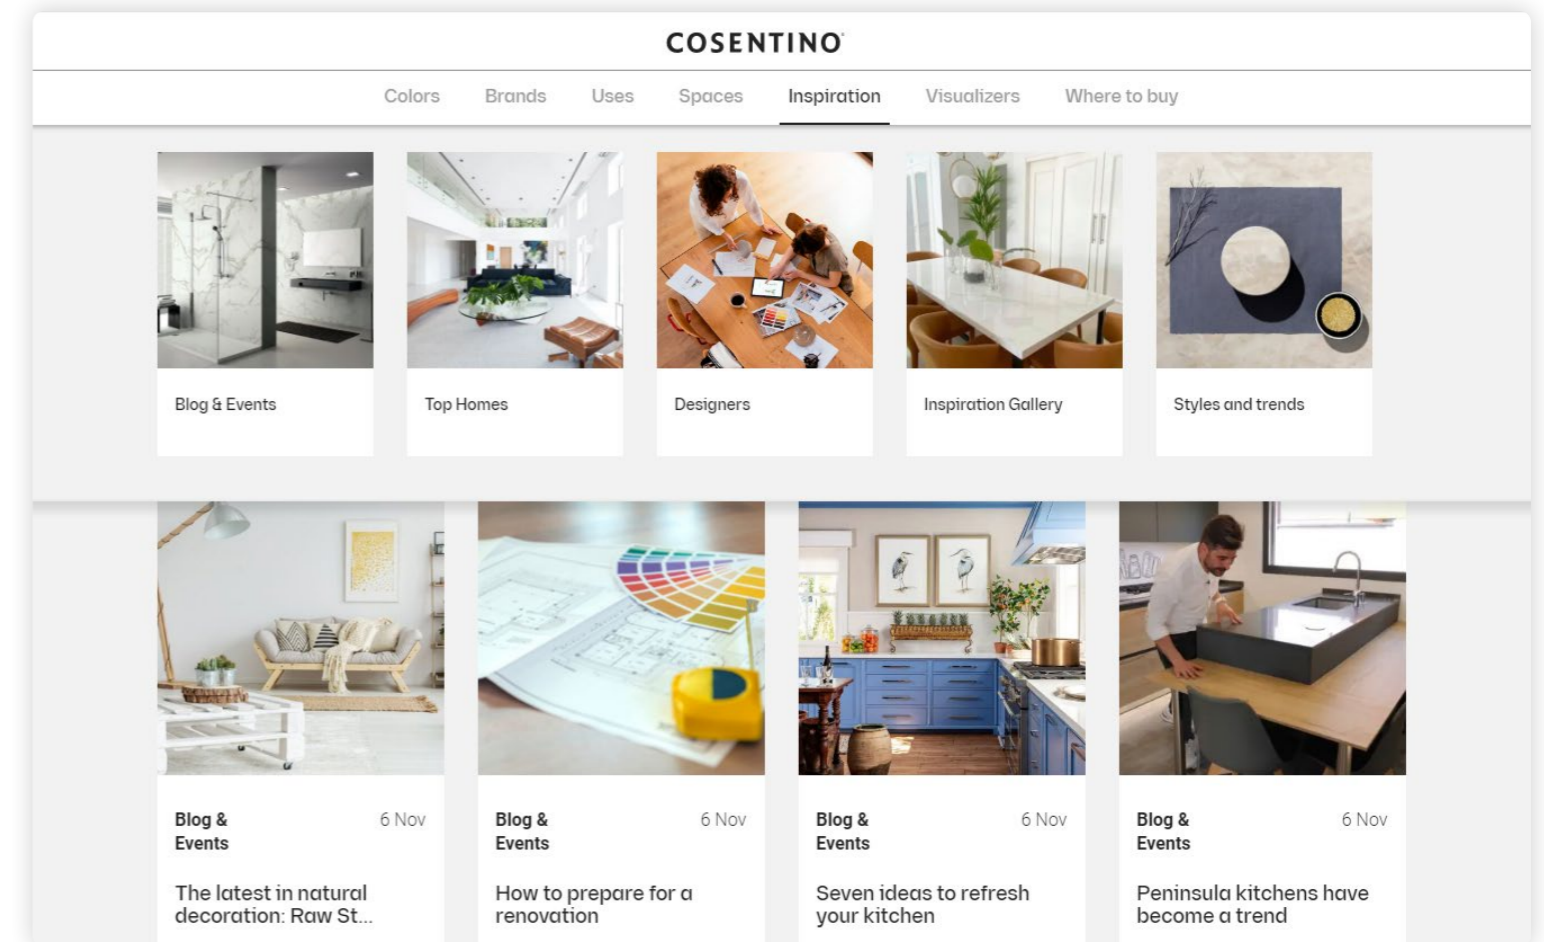 COSENTINO
Colors Brands Uses Spaces Inspiration Visualizers Where to buy
Blog & Events
Top Homes
Designers
Inspiration Gallery
Styles and trends
Blog &
Events
6 Nov
The latest in natural
decoration: Raw St...
Blog &
Events
6 Nov
How to prepare for a
renovation
Blog &
Events
6 Nov
Seven ideas to refresh
your kitchen
Blog &
Events
6 Nov
Peninsula kitchens have
become a trend